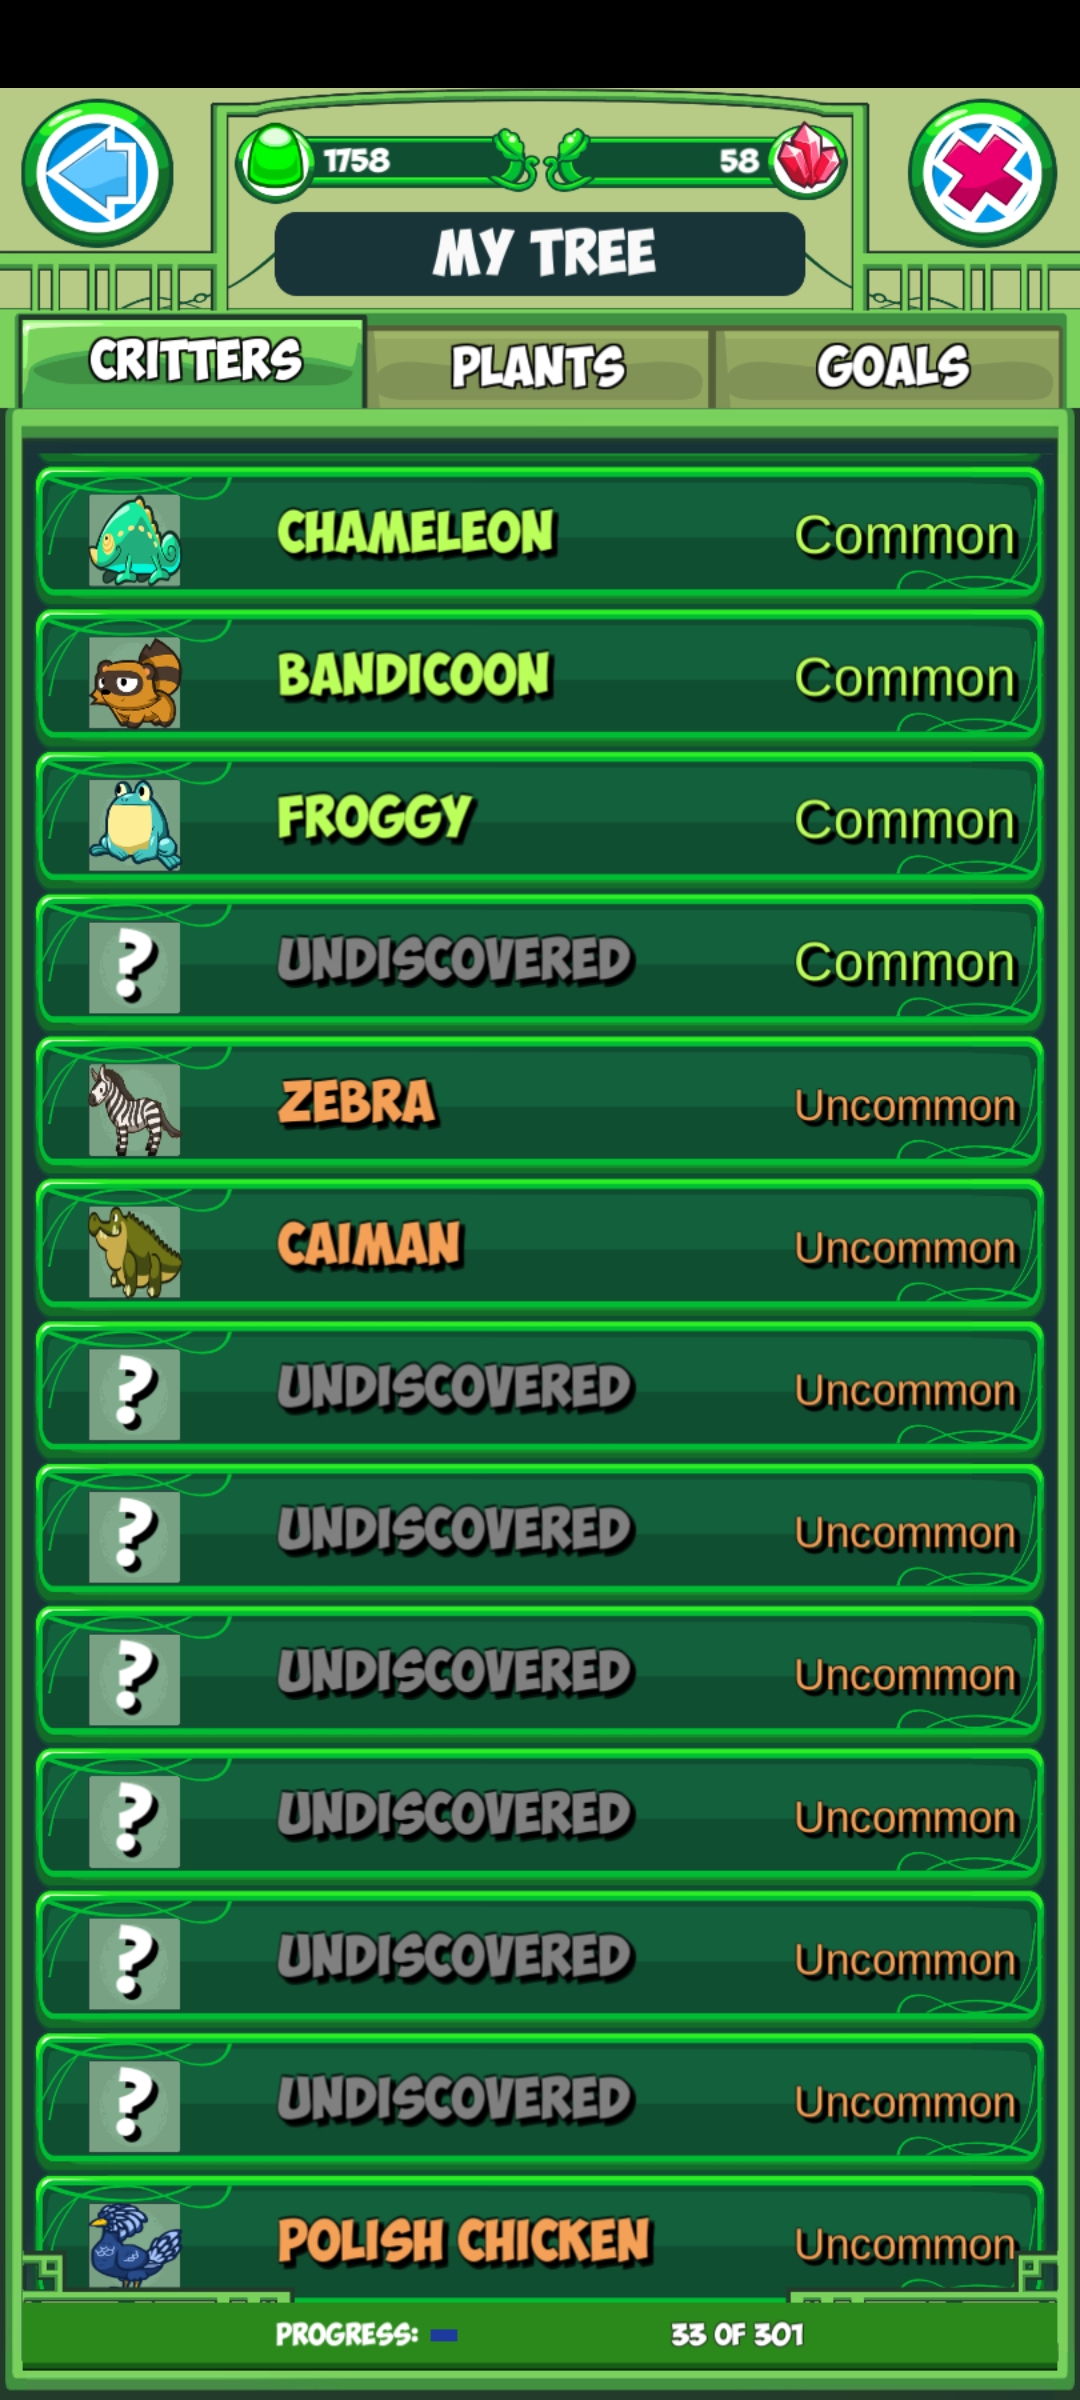 1758
58
MY TREE
CRITTERS PLANTS GOALS
CHAMELEON Common
BANDICOON Common
FROGGY Common
? UNDISCOVERED Common
ZEBRA Uncommon
CAIMAN Uncommon
? UNDISCOVERED Uncommon
? UNDISCOVERED Uncommon
? UNDISCOVERED Uncommon
? UNDISCOVERED Uncommon
? UNDISCOVERED Uncommon
? UNDISCOVERED Uncommon
POLISH CHICKEN Uncommon
PROGRESS: 33 OF 301